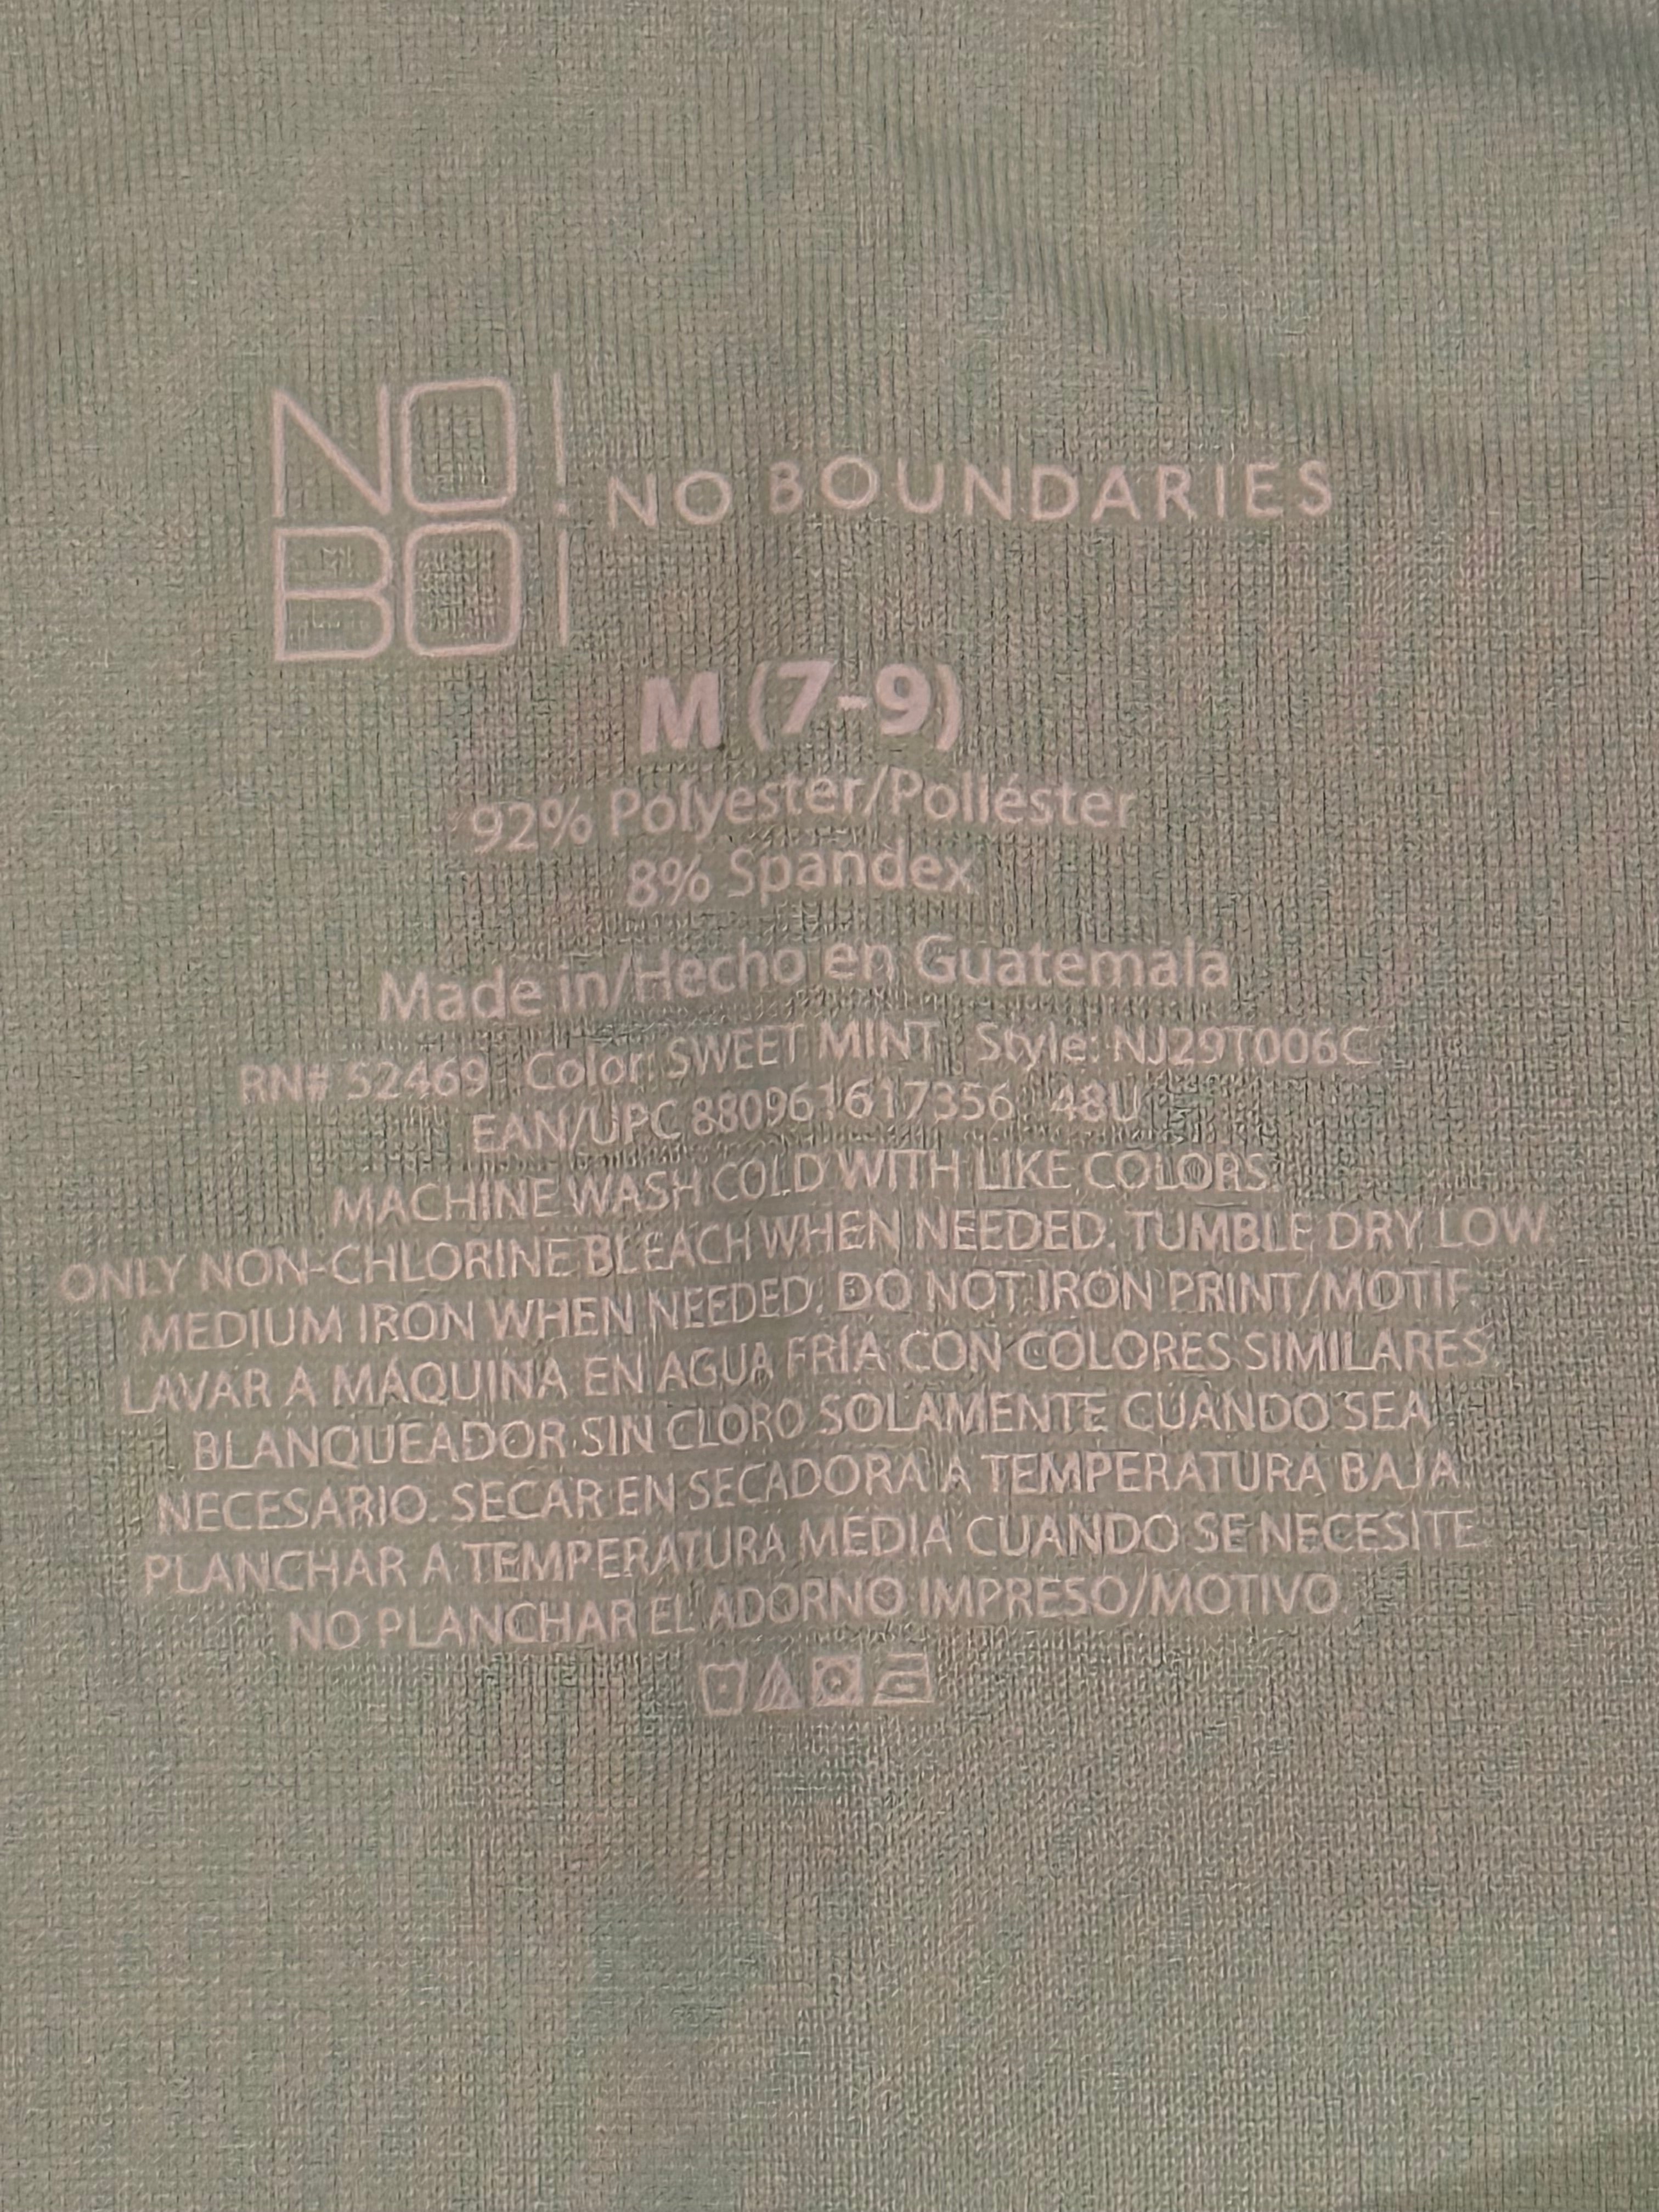 NO!
BO!
NO BOUNDARIES
M (7-9)
92% Polyester/Poliéster
8% Spandex
Made in/Hecho en Guatemala
RN# 52469 Color: SWEET MINT Style: NJ29T006C
EAN/UPC 880961617356 48U
MACHINE WASH COLD WITH LIKE COLORS.
ONLY NON-CHLORINE BLEACH WHEN NEEDED. TUMBLE DRY LOW
MEDIUM IRON WHEN NEEDED. DO NOT IRON PRINT/MOTIF.
LAVAR A MÁQUINA EN AGUA FRÍA CON COLORES SIMILARES.
BLANQUEADOR SIN CLORO SOLAMENTE CUANDO SEA
NECESARIO. SECAR EN SECADORA A TEMPERATURA BAJA.
PLANCHAR A TEMPERATURA MEDIA CUANDO SE NECESITE.
NO PLANCHAR EL ADORNO IMPRESO/MOTIVO.